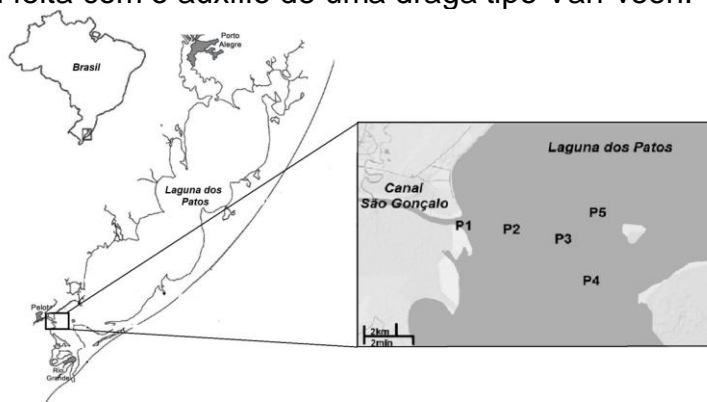 feita com o auxílio de uma draga tipo Van Veen.
Porto
Alegre
Brasil
Laguna dos
Patos
Rio
Grande
Laguna dos Patos
Canal
São Gonçalo
P1
P2
P3
P5
P4
2km
2min